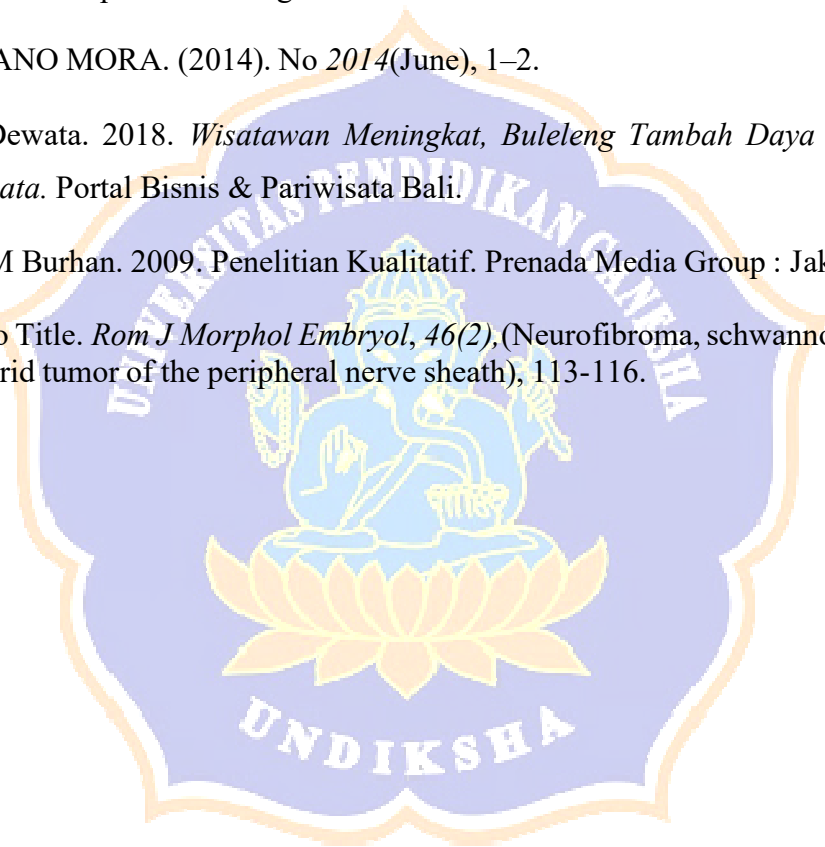 ANO MORA. (2014). No 2014(June), 1–2.
Dewata. 2018. Wisatawan Meningkat, Buleleng Tambah Daya
ata. Portal Bisnis & Pariwisata Bali.
M Burhan. 2009. Penelitian Kualitatif. Prenada Media Group : Jak
o Title. Rom J Morphol Embryol, 46(2),(Neurofibroma, schwanno
rid tumor of the peripheral nerve sheath), 113-116.
UNIVERSITAS PENDIDIKAN GANESHA
UNDIKSHA